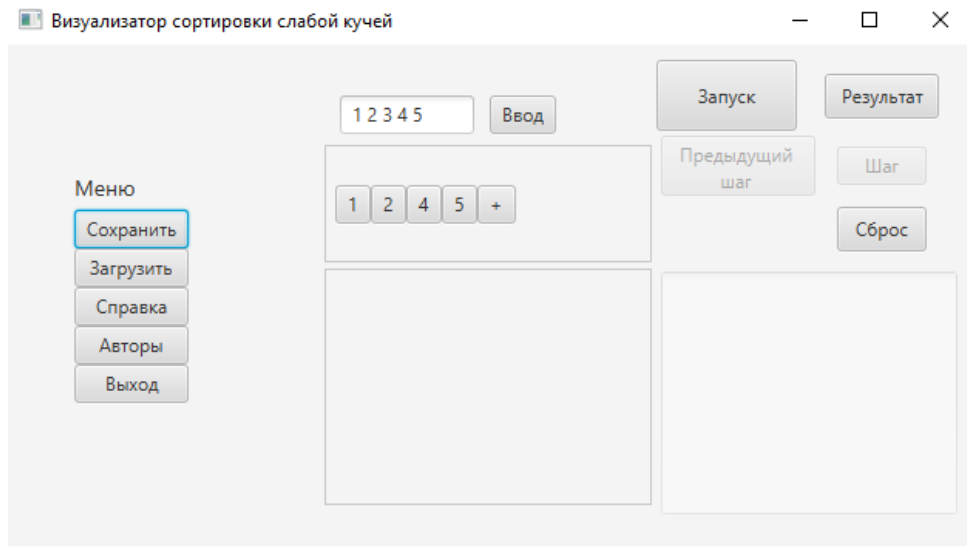 Визуализатор сортировки слабой кучей
1 2 3 4 5
Ввод
Запуск
Результат
Предыдущий
шаг
Шаг
Сброс
Меню
Сохранить
Загрузить
Справка
Авторы
Выход
1 2 4 5 +